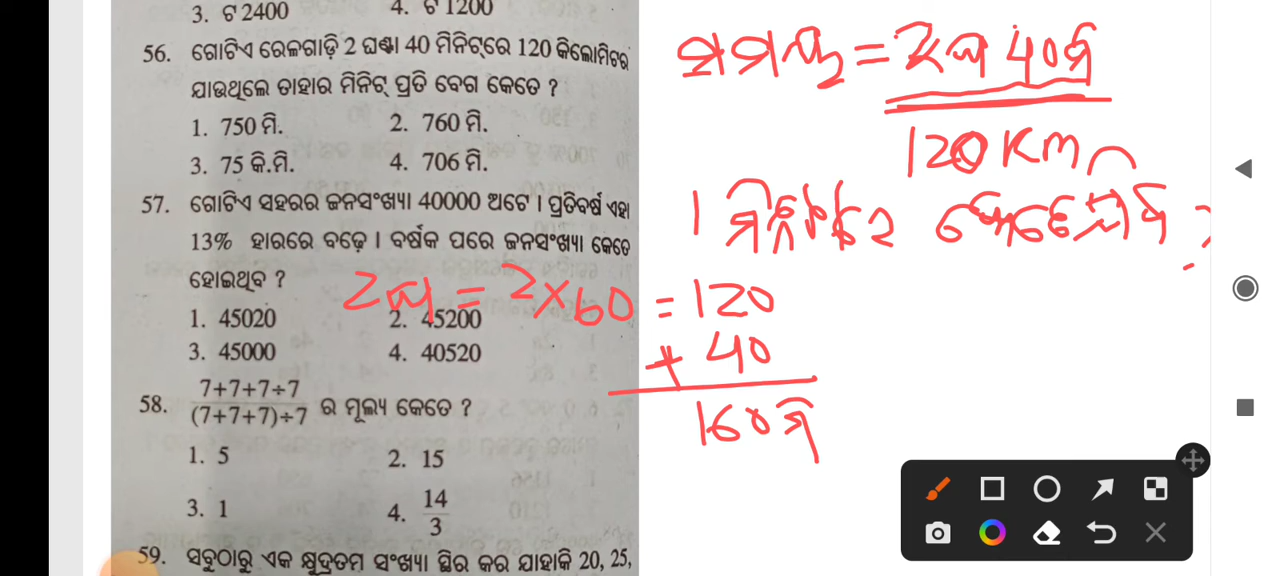 3. ଟ 2400 4. ଟ 1200
56. ଗୋଟିଏ ରେଳଗାଡ଼ି 2 ଘଣ୍ଟା 40 ମିନିଟ୍‌ରେ 120 କିଲୋମିଟର
ଯାଉଥିଲେ ତାହାର ମିନିଟ୍ ପ୍ରତି ବେଗ କେତେ ?
1. 750 ମି. 2. 760 ମି.
3. 75 କି.ମି. 4. 706 ମି.
57. ଗୋଟିଏ ସହରର ଜନସଂଖ୍ୟା 40000 ଅଟେ । ପ୍ରତିବର୍ଷ ଏହା
13% ହାରରେ ବଢ଼େ । ବର୍ଷକ ପରେ ଜନସଂଖ୍ୟା କେତେ
ହୋଇଥିବ ?
1. 45020 2. 45200
3. 45000 4. 40520
58. 7+7+7÷7 / (7+7+7)÷7 ର ମୂଲ୍ୟ କେତେ ?
1. 5 2. 15
3. 1 4. 14/3
59. ସବୁଠାରୁ ଏକ କ୍ଷୁଦ୍ରତମ ସଂଖ୍ୟା ସ୍ଥିର କର ଯାହାକି 20, 25,
ସମୟ = 2ଘ 40ମି
120 Km
1 ମିନିଟରେ
2ଘ = 2×60 = 120
+ 40
160ମି